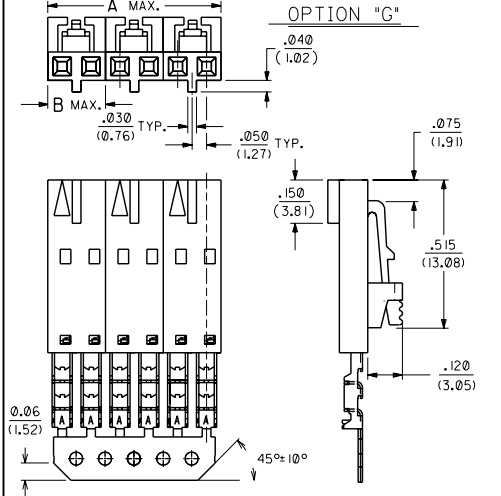 A MAX.
OPTION "G"
.040
(1.02)
B MAX.
.030
(0.76) TYP.
.050
(1.27) TYP.
.075
(1.91)
.150
(3.81)
.515
(13.08)
.120
(3.05)
A A A A A A
0.06
(1.52)
45°±10°